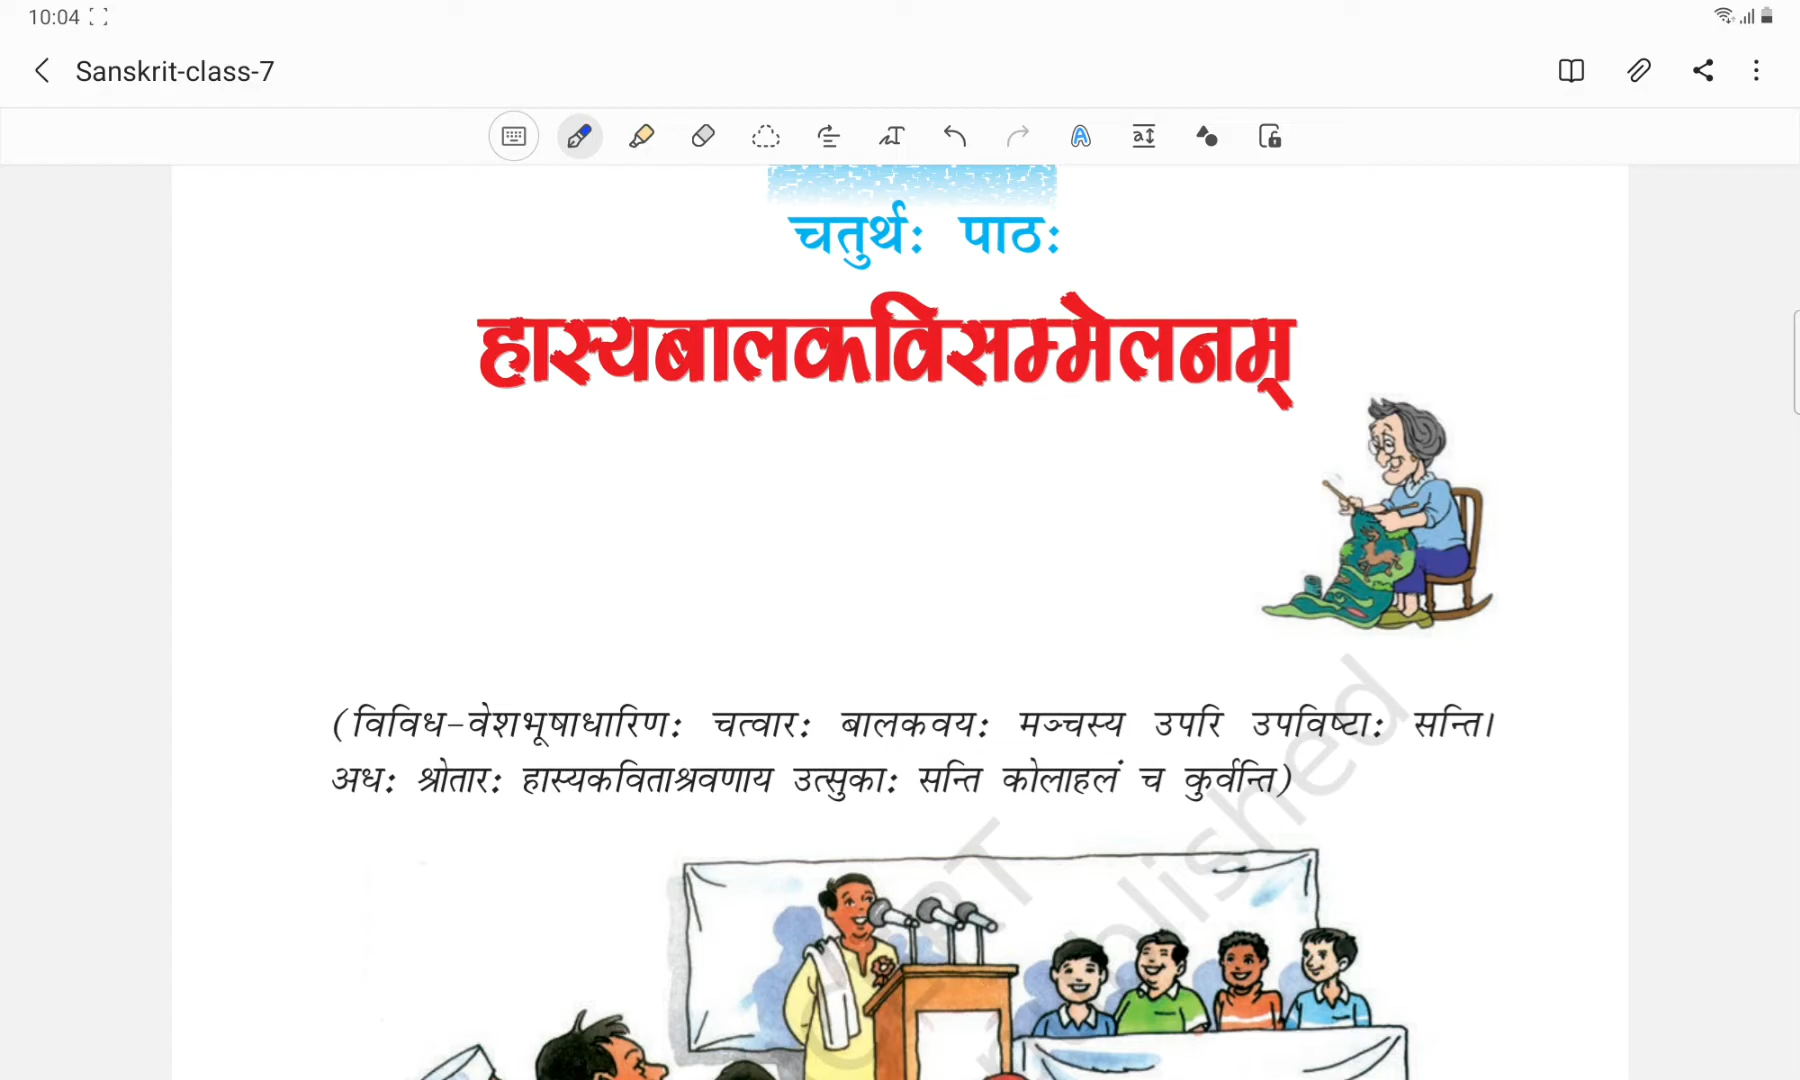 10:04
Sanskrit-class-7
चतुर्थः पाठः
हास्यबालकविसम्मेलनम्
(विविध-वेशभूषाधारिणः चत्वारः बालकवयः मञ्चस्य उपरि उपविष्टाः सन्ति।
अधः श्रोतारः हास्यकविताश्रवणाय उत्सुकाः सन्ति कोलाहलं च कुर्वन्ति)